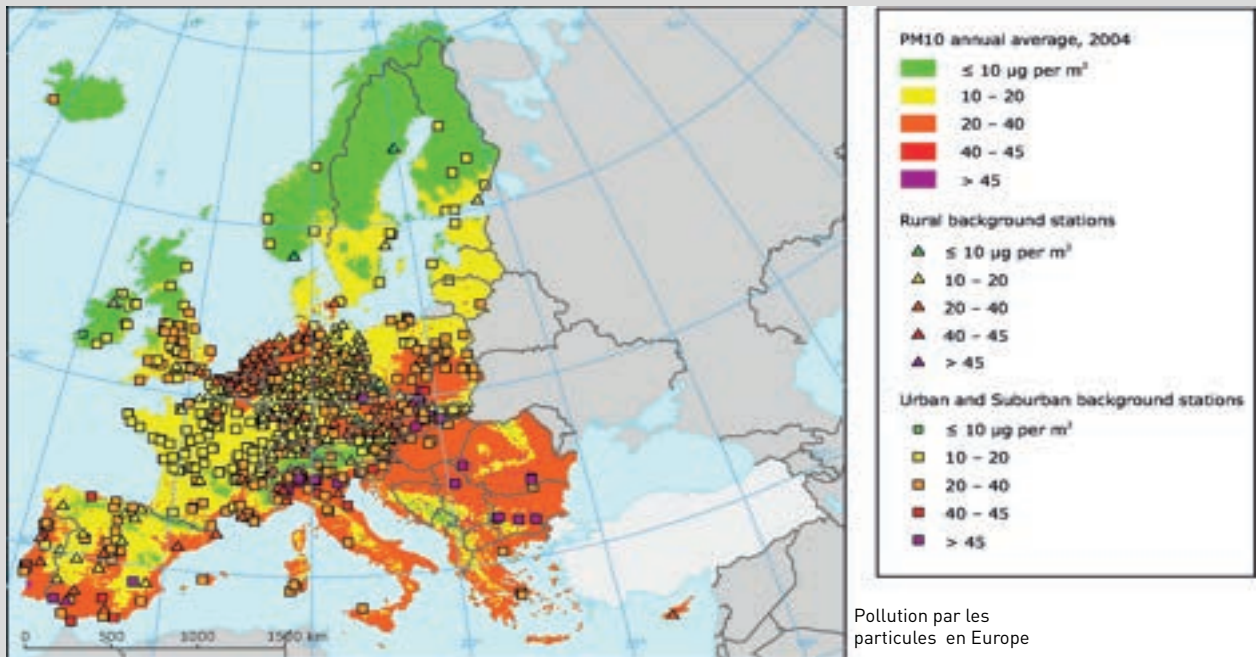 PM10 annual average, 2004
≤ 10 µg per m³
10 – 20
20 – 40
40 – 45
> 45
Rural background stations
≤ 10 µg per m³
10 – 20
20 – 40
40 – 45
> 45
Urban and Suburban background stations
≤ 10 µg per m³
10 – 20
20 – 40
40 – 45
> 45
0 500 1000 1500 km
Pollution par les
particules en Europe